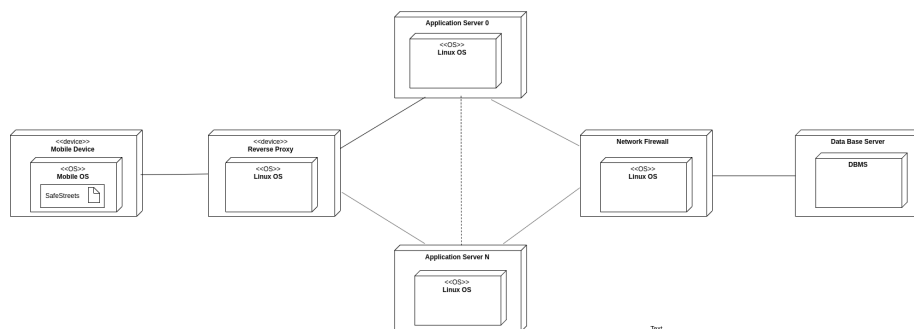 Application Server 0
<<OS>>
Linux OS
<<device>>
Mobile Device
<<OS>>
Mobile OS
SafeStreets
<<device>>
Reverse Proxy
<<OS>>
Linux OS
Network Firewall
<<OS>>
Linux OS
Data Base Server
DBMS
Application Server N
<<OS>>
Linux OS
Text